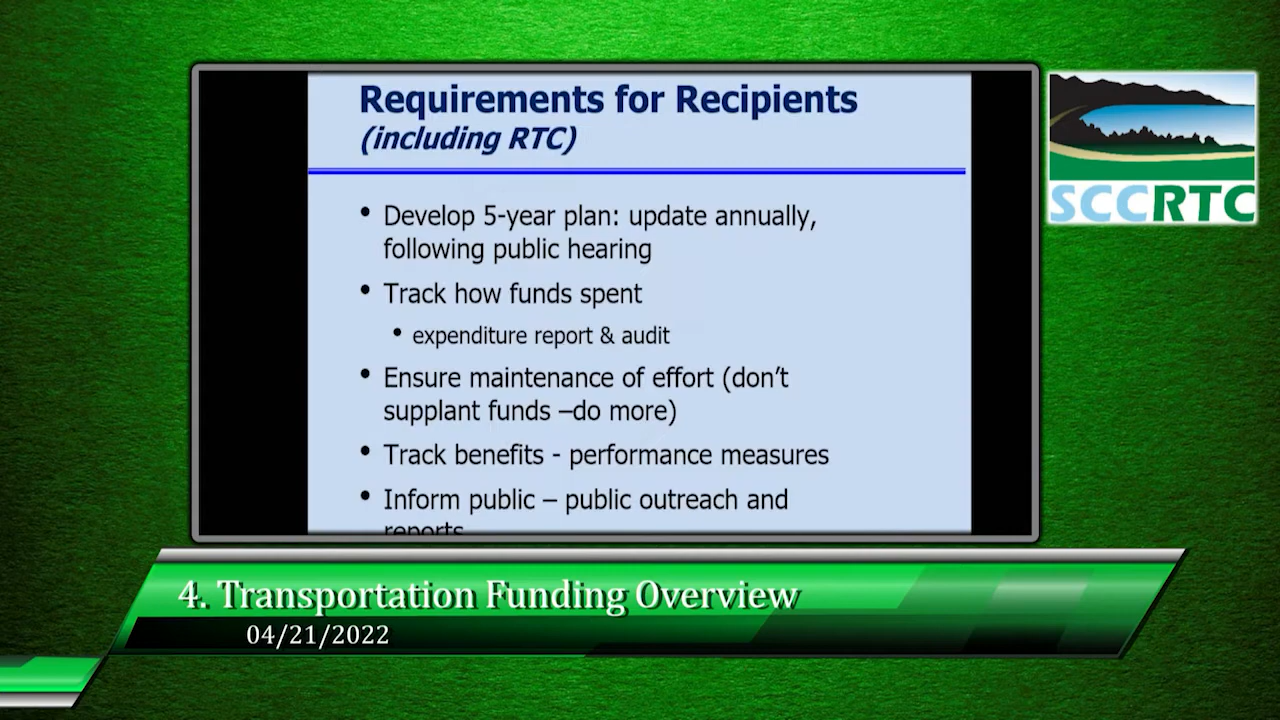 Requirements for Recipients
(including RTC)
• Develop 5-year plan: update annually,
following public hearing
• Track how funds spent
• expenditure report & audit
• Ensure maintenance of effort (don't
supplant funds –do more)
• Track benefits - performance measures
• Inform public – public outreach and
reports
SCCRTC
4. Transportation Funding Overview
04/21/2022